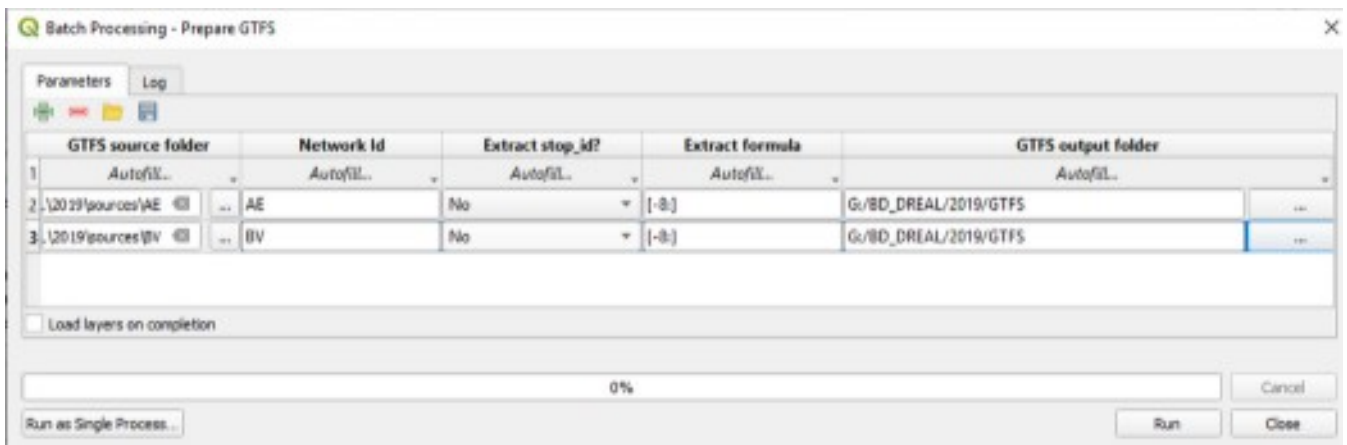 Batch Processing - Prepare GTFS
Parameters Log
GTFS source folder Network Id Extract stop_id? Extract formula GTFS output folder
1 Autofill... Autofill... Autofill... Autofill... Autofill...
2 .\2019\sources\AE ... AE No [-8:] G:/BD_DREAL/2019/GTFS ...
3 .\2019\sources\BV ... BV No [-8:] G:/BD_DREAL/2019/GTFS ...
Load layers on completion
0% Cancel
Run as Single Process... Run Close